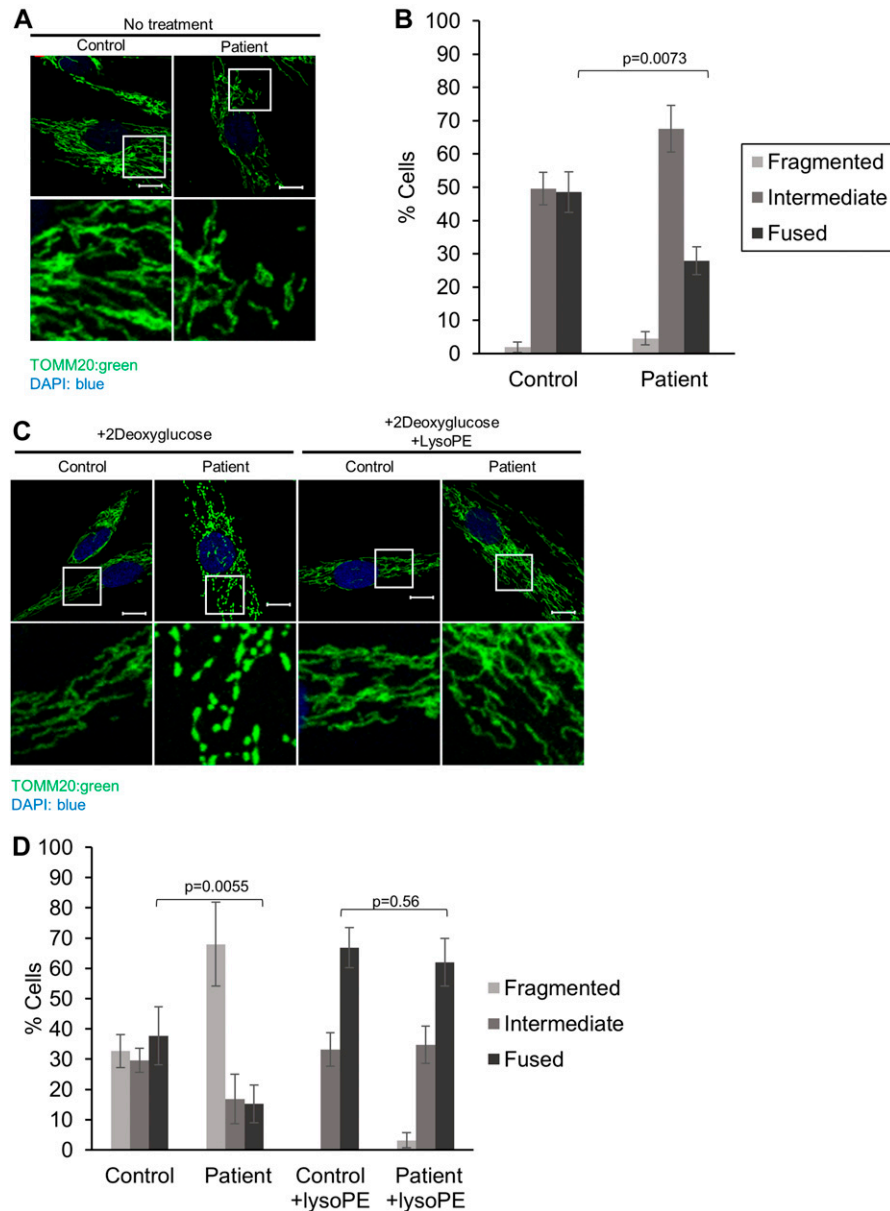 A
No treatment
Control
Patient
TOMM20:green
DAPI: blue
B
p=0.0073
100
90
80
70
60
50
40
30
20
10
0
% Cells
Control
Patient
Fragmented
Intermediate
Fused
C
+2Deoxyglucose
+2Deoxyglucose
+LysoPE
Control
Patient
Control
Patient
TOMM20:green
DAPI: blue
D
100
90
80
70
60
50
40
30
20
10
0
% Cells
p=0.0055
p=0.56
Control
Patient
Control
+lysoPE
Patient
+lysoPE
Fragmented
Intermediate
Fused